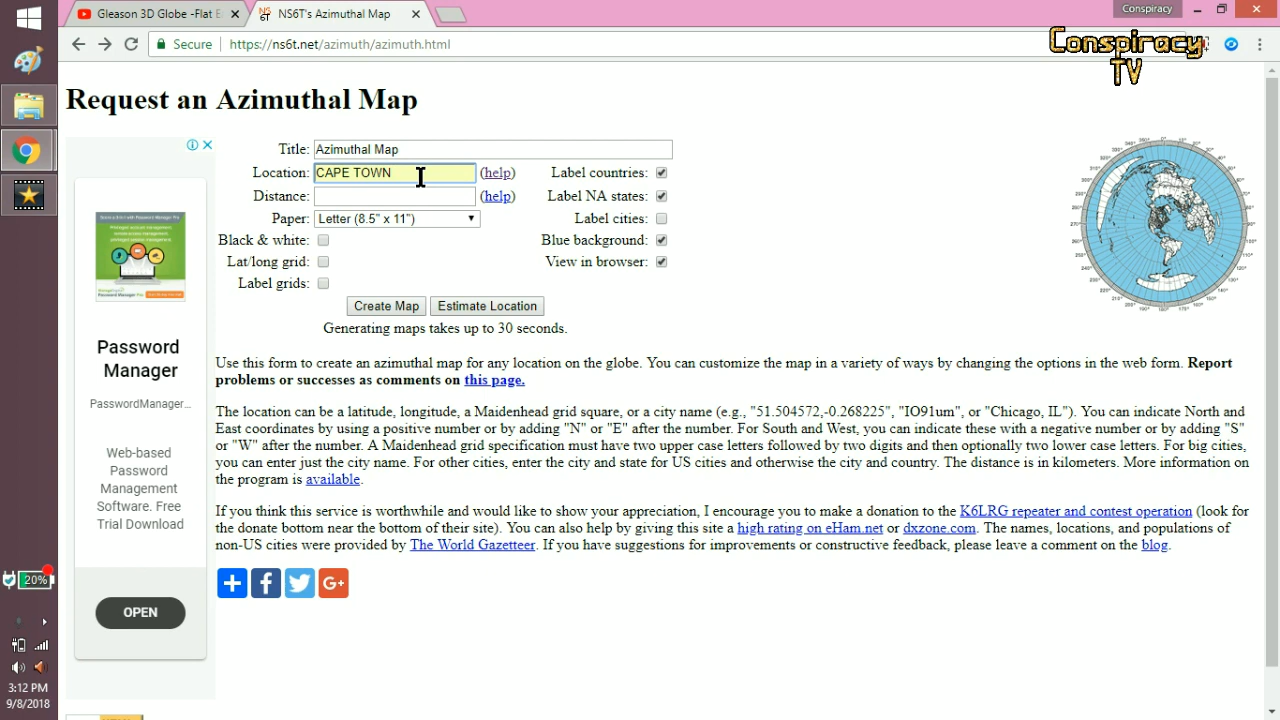 Gleason 3D Globe -Flat E
NS6T's Azimuthal Map
Conspiracy
Secure
https://ns6t.net/azimuth/azimuth.html
Conspiracy
TV
Request an Azimuthal Map
Title: Azimuthal Map
Location: CAPE TOWN (help) Label countries:
Distance: (help) Label NA states:
Paper: Letter (8.5" x 11") Label cities:
Black & white: Blue background:
Lat/long grid: View in browser:
Label grids:
Create Map Estimate Location
Generating maps takes up to 30 seconds.
Password
Manager
PasswordManager...
Web-based
Password
Management
Software. Free
Trial Download
OPEN
Use this form to create an azimuthal map for any location on the globe. You can customize the map in a variety of ways by changing the options in the web form. Report
problems or successes as comments on this page.
The location can be a latitude, longitude, a Maidenhead grid square, or a city name (e.g., "51.504572,-0.268225", "IO91um", or "Chicago, IL"). You can indicate North and
East coordinates by using a positive number or by adding "N" or "E" after the number. For South and West, you can indicate these with a negative number or by adding "S"
or "W" after the number. A Maidenhead grid specification must have two upper case letters followed by two digits and then optionally two lower case letters. For big cities,
you can enter just the city name. For other cities, enter the city and state for US cities and otherwise the city and country. The distance is in kilometers. More information on
the program is available.
If you think this service is worthwhile and would like to show your appreciation, I encourage you to make a donation to the K6LRG repeater and contest operation (look for
the donate bottom near the bottom of their site). You can also help by giving this site a high rating on eHam.net or dxzone.com. The names, locations, and populations of
non-US cities were provided by The World Gazetteer. If you have suggestions for improvements or constructive feedback, please leave a comment on the blog.
G+
20%
3:12 PM
9/8/2018